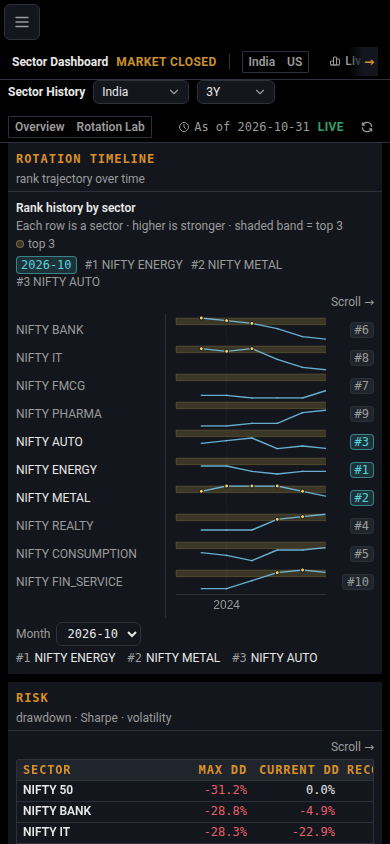 Sector Dashboard MARKET CLOSED India US
Sector History India 3Y
Overview Rotation Lab As of 2026-10-31 LIVE
ROTATION TIMELINE
rank trajectory over time
Rank history by sector
Each row is a sector · higher is stronger · shaded band = top 3
top 3
2026-10 #1 NIFTY ENERGY #2 NIFTY METAL
#3 NIFTY AUTO
Scroll →
NIFTY BANK #6
NIFTY IT #8
NIFTY FMCG #7
NIFTY PHARMA #9
NIFTY AUTO #3
NIFTY ENERGY #1
NIFTY METAL #2
NIFTY REALTY #4
NIFTY CONSUMPTION #5
NIFTY FIN_SERVICE #10
2024
Month 2026-10
#1 NIFTY ENERGY #2 NIFTY METAL #3 NIFTY AUTO
RISK
drawdown · Sharpe · volatility
Scroll →
SECTOR MAX DD CURRENT DD
NIFTY 50 -31.2% 0.0%
NIFTY BANK -28.8% -4.9%
NIFTY IT -28.3% -22.9%